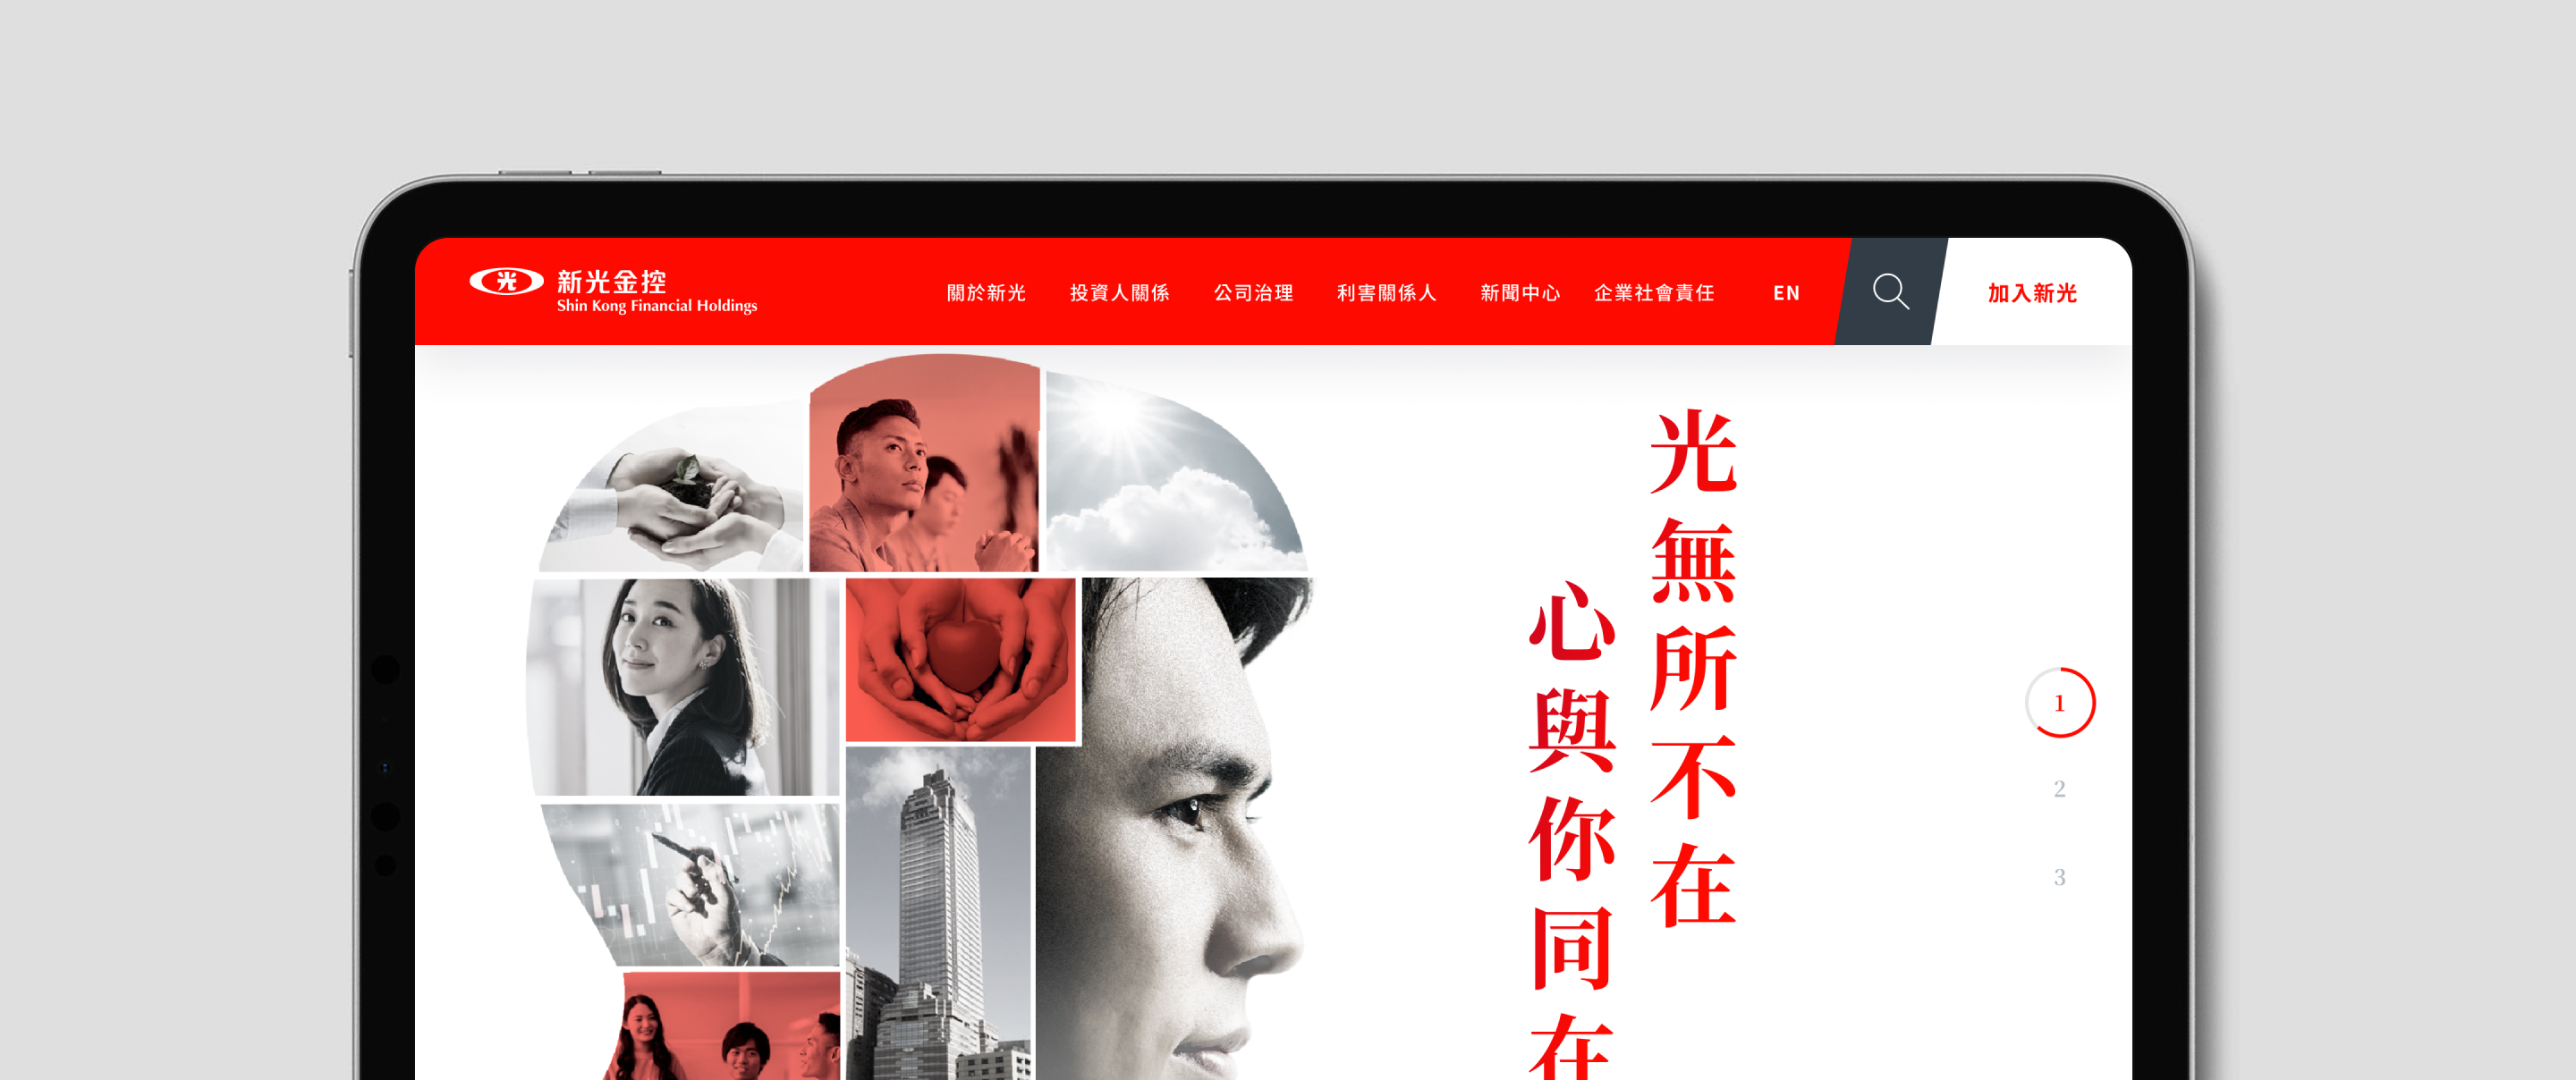 光
新光金控
Shin Kong Financial Holdings
關於新光
投資人關係
公司治理
利害關係人
新聞中心
企業社會責任
EN
加入新光
光無所不在
心與你同在
1
2
3